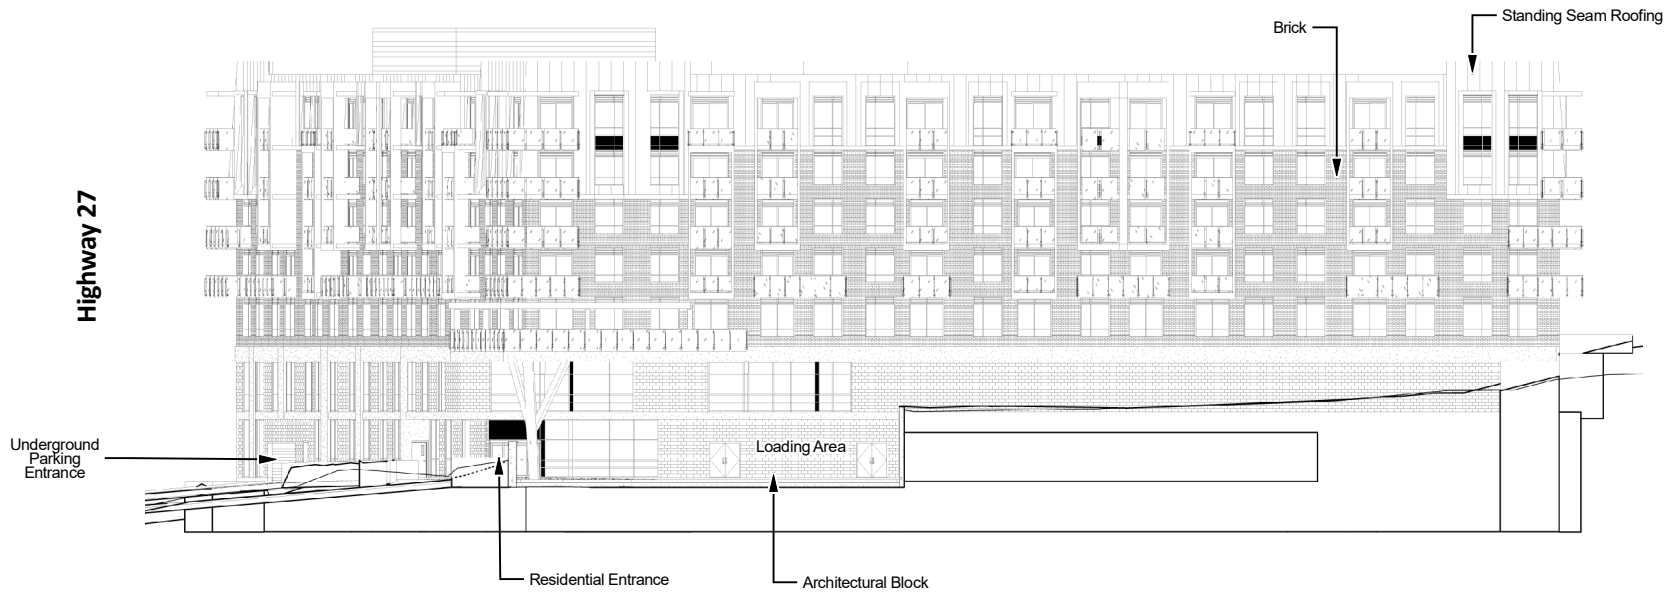 Standing Seam Roofing
Brick
Highway 27
Underground
Parking
Entrance
Loading Area
Residential Entrance
Architectural Block